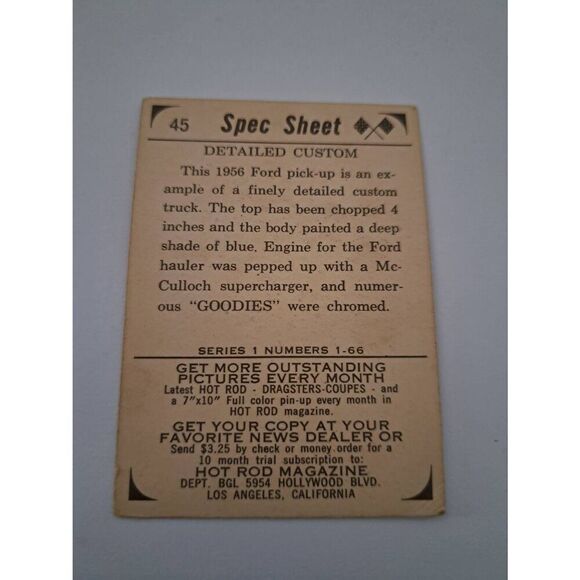 45 Spec Sheet
DETAILED CUSTOM
This 1956 Ford pick-up is an ex-
ample of a finely detailed custom
truck. The top has been chopped 4
inches and the body painted a deep
shade of blue. Engine for the Ford
hauler was pepped up with a Mc-
Culloch supercharger, and numer-
ous "GOODIES" were chromed.
SERIES 1 NUMBERS 1-66
GET MORE OUTSTANDING
PICTURES EVERY MONTH
Latest HOT ROD - DRAGSTERS-COUPES - and
a 7"x10" Full color pin-up every month in
HOT ROD magazine.
GET YOUR COPY AT YOUR
FAVORITE NEWS DEALER OR
Send $3.25 by check or money order for a
10 month trial subscription to:
HOT ROD MAGAZINE
DEPT. BGL 5954 HOLLYWOOD BLVD.
LOS ANGELES, CALIFORNIA